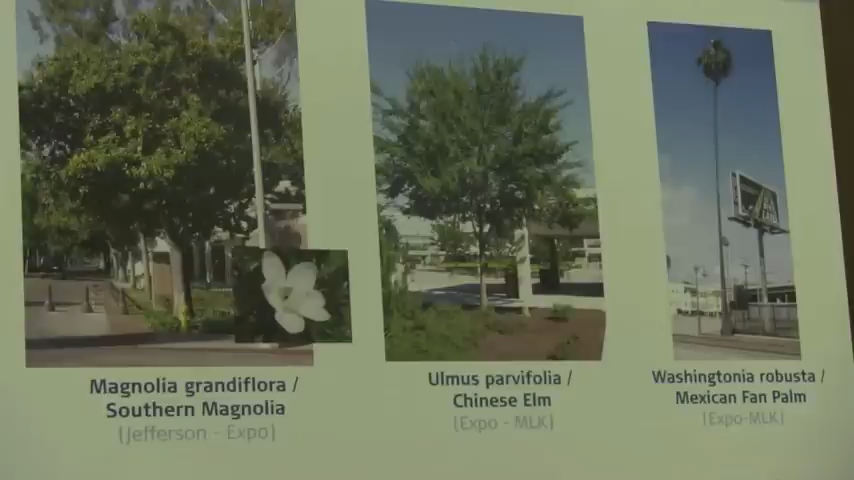 Magnolia grandiflora /
Southern Magnolia
(Jefferson - Expo)
Ulmus parvifolia /
Chinese Elm
(Expo - MLK)
Washingtonia robusta /
Mexican Fan Palm
(Expo-MLK)